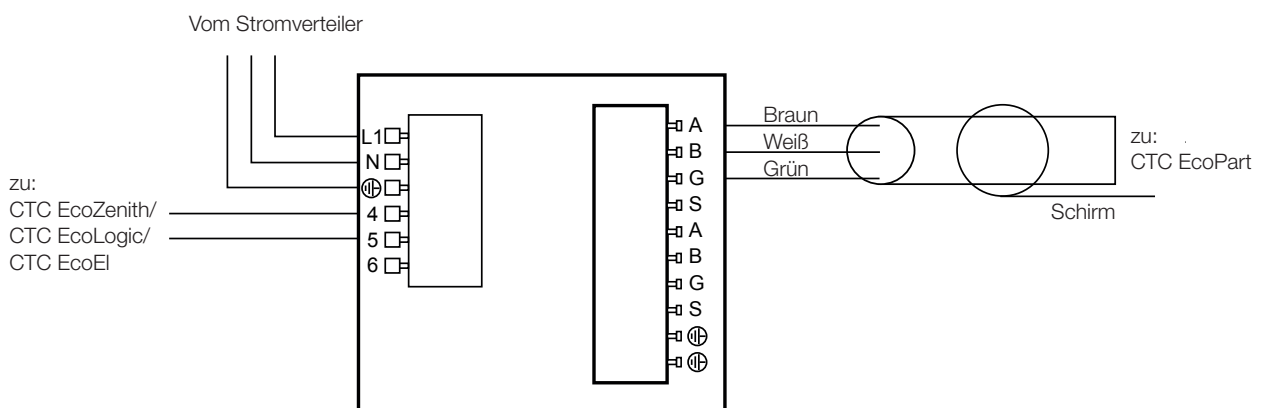 Vom Stromverteiler
L1
N
4
5
6
zu:
CTC EcoZenith/
CTC EcoLogic/
CTC EcoEl
A
B
G
S
A
B
G
S
Braun
Weiß
Grün
zu:
CTC EcoPart
Schirm